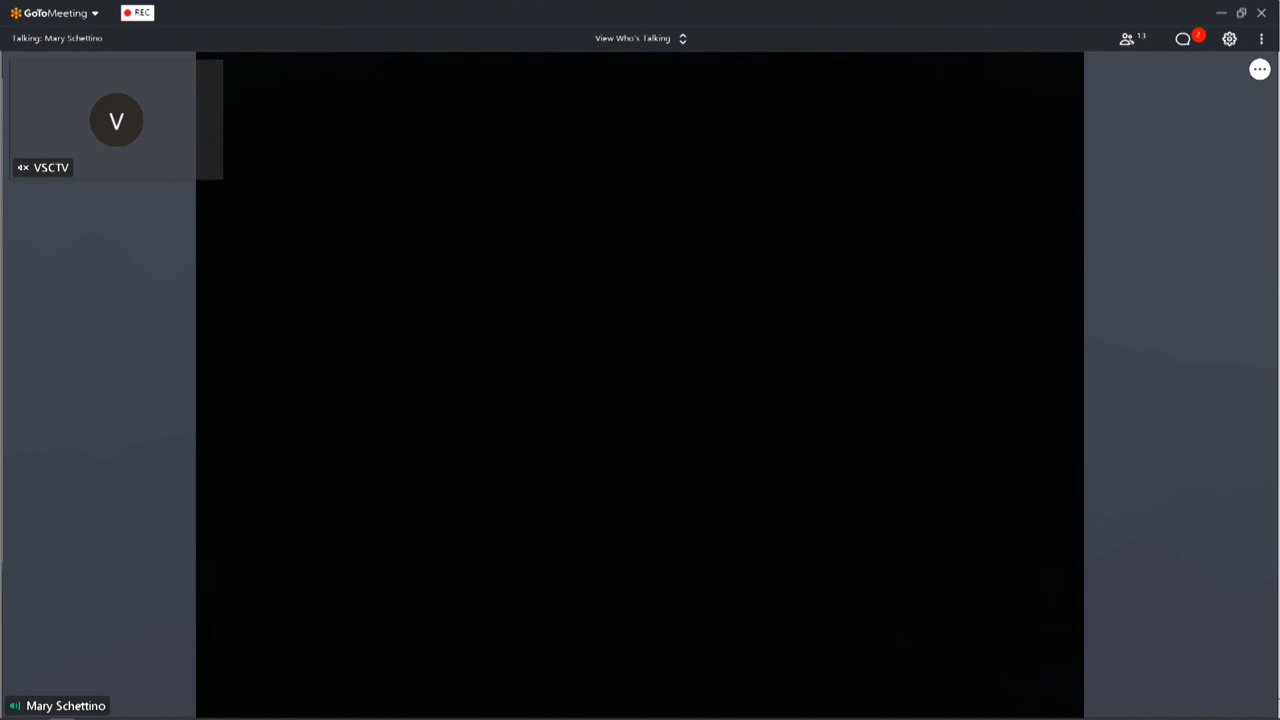 GoToMeeting
REC
Talking: Mary Schettino
View Who's Talking
13
2
V
VSCTV
Mary Schettino